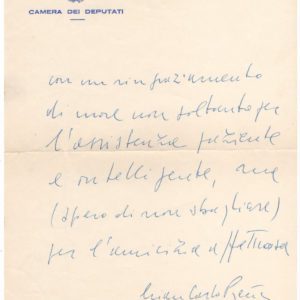 CAMERA DEI DEPUTATI
con un ringraziamento
di more non soltanto per
l'assistenza paziente
e intelligente, ma
(spero di non sbagliare)
per l'amicizia affettuosa